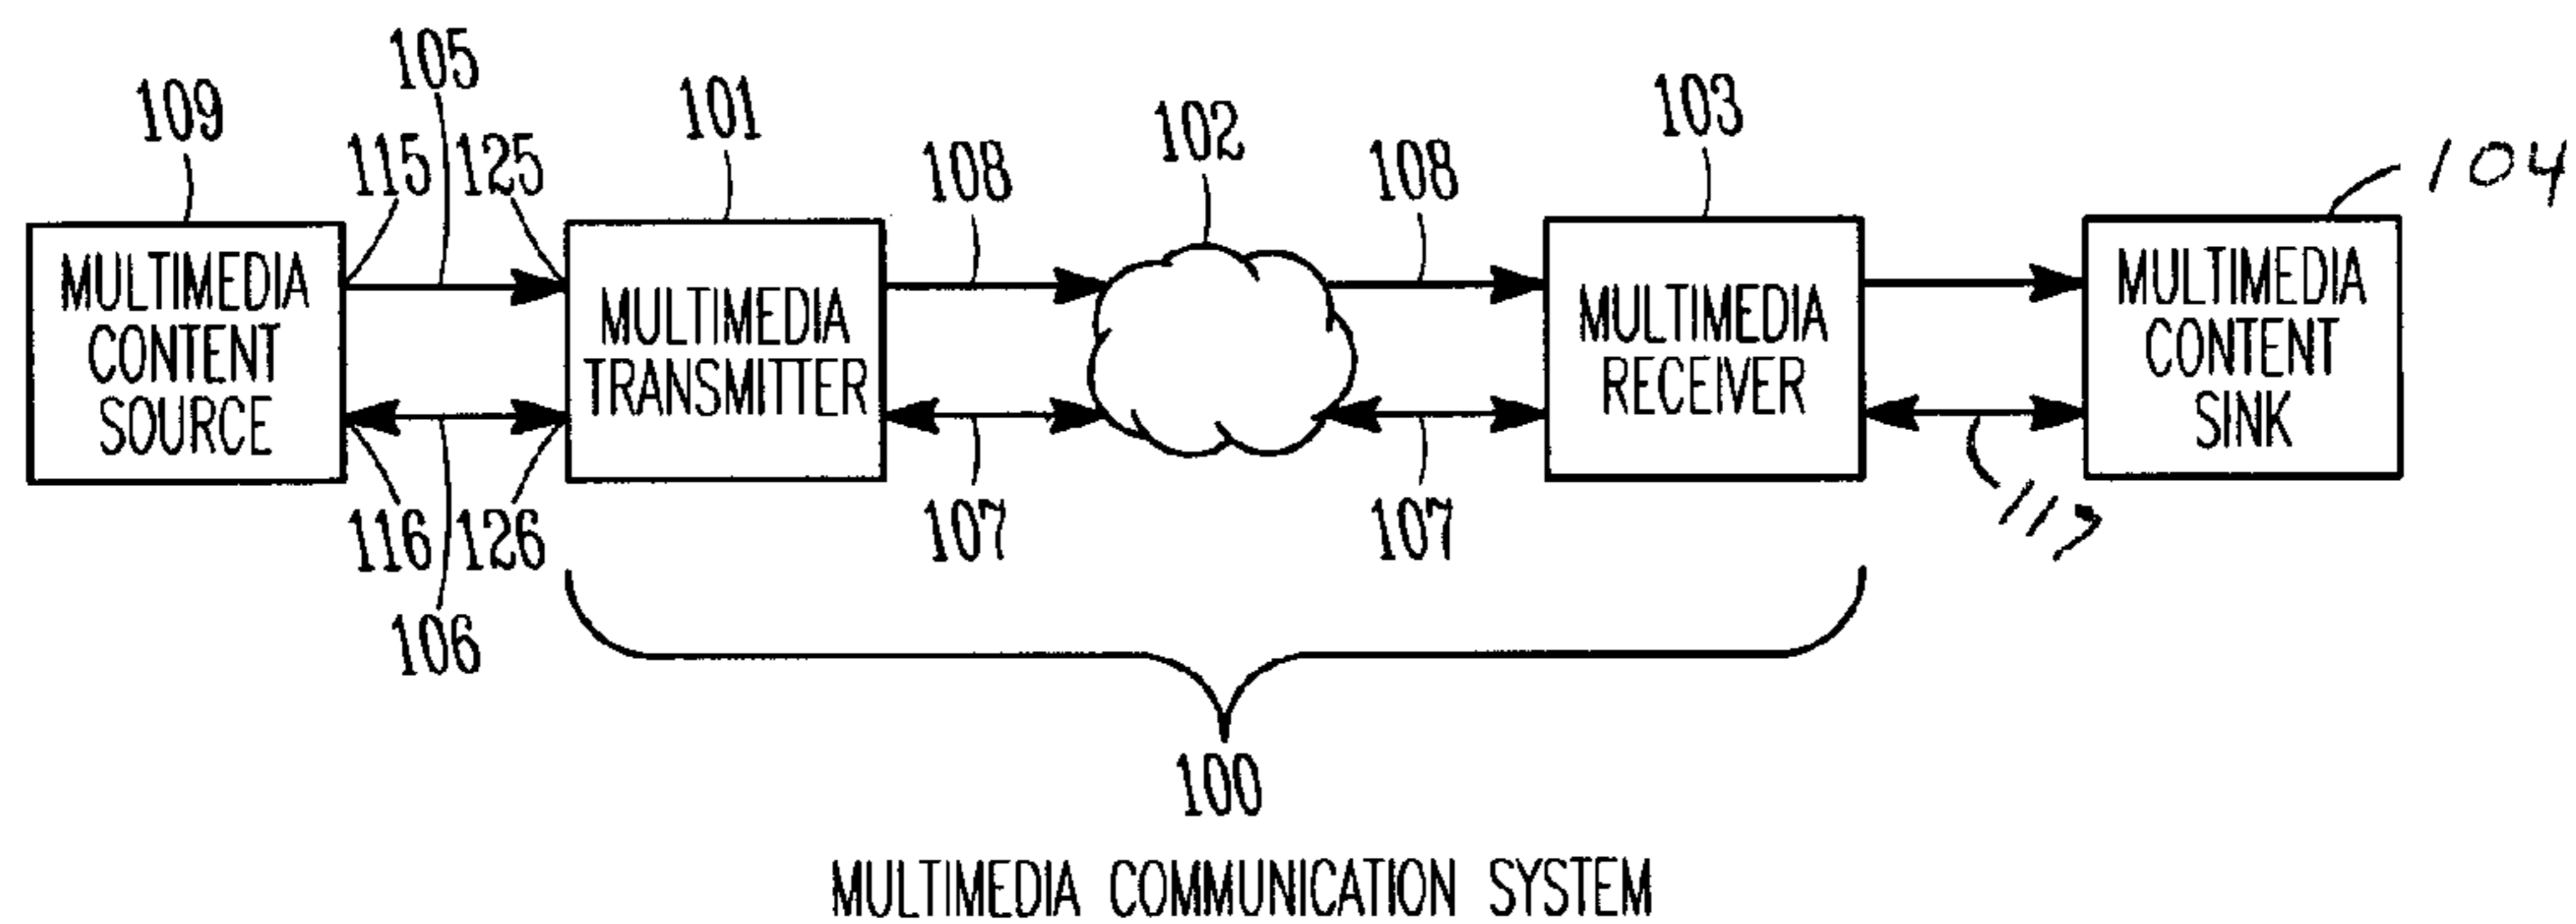 105
109
101
103
102
115
125
108
108
104
MULTIMEDIA
CONTENT
SOURCE
MULTIMEDIA
TRANSMITTER
MULTIMEDIA
RECEIVER
MULTIMEDIA
CONTENT
SINK
116
126
107
107
117
106
100
MULTIMEDIA COMMUNICATION SYSTEM